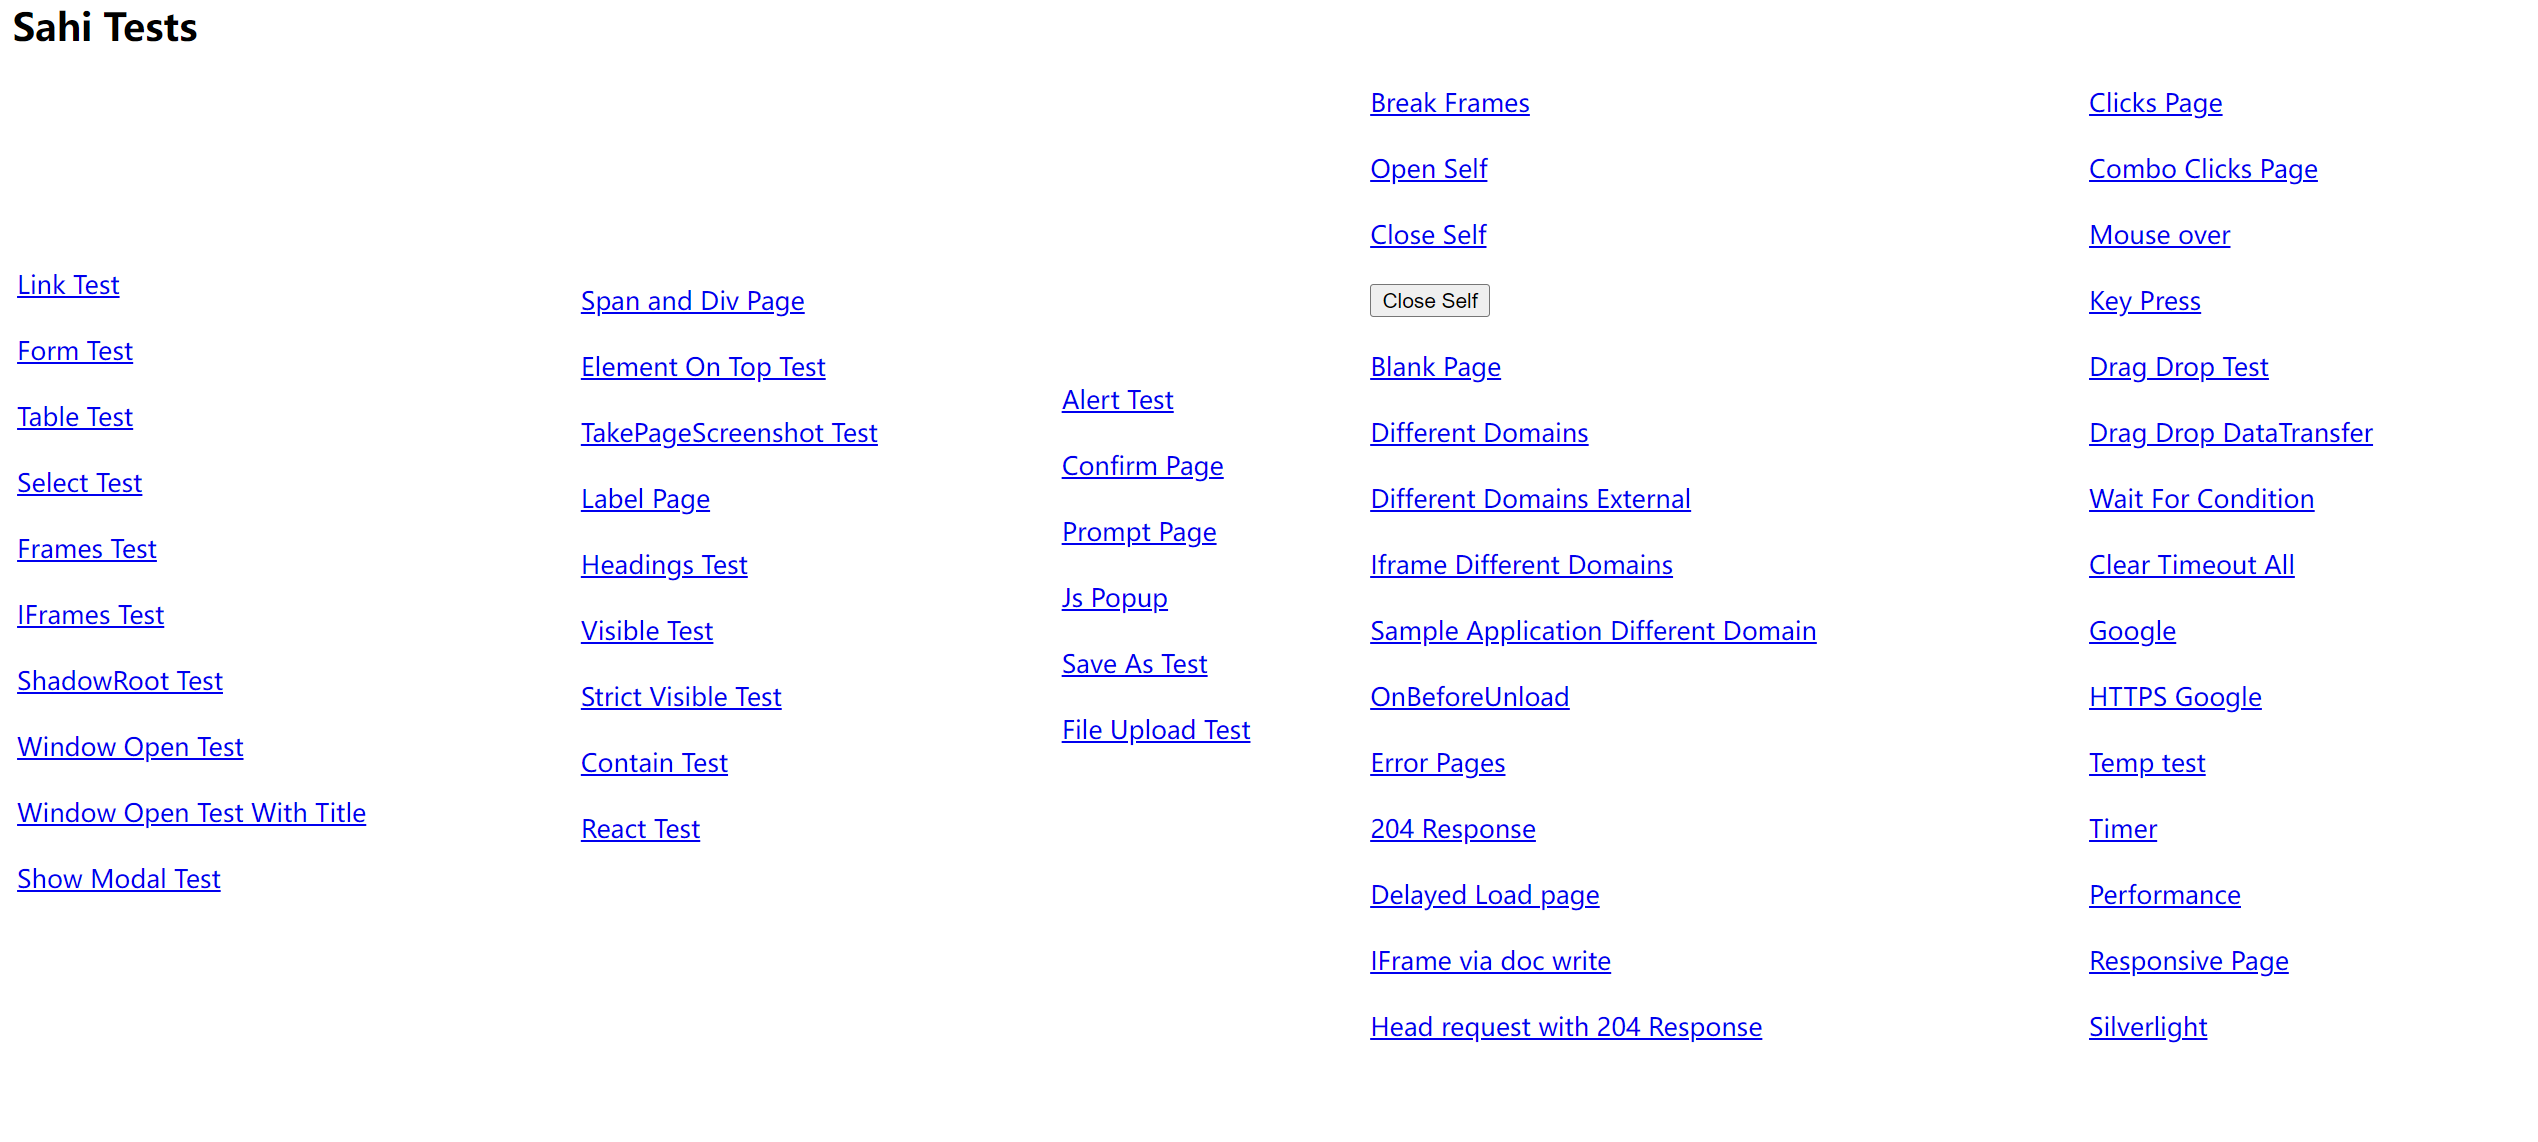 Sahi Tests
Link Test
Form Test
Table Test
Select Test
Frames Test
IFrames Test
ShadowRoot Test
Window Open Test
Window Open Test With Title
Show Modal Test
Span and Div Page
Element On Top Test
TakePageScreenshot Test
Label Page
Headings Test
Visible Test
Strict Visible Test
Contain Test
React Test
Alert Test
Confirm Page
Prompt Page
Js Popup
Save As Test
File Upload Test
Break Frames
Open Self
Close Self
Close Self
Blank Page
Different Domains
Different Domains External
Iframe Different Domains
Sample Application Different Domain
OnBeforeUnload
Error Pages
204 Response
Delayed Load page
IFrame via doc write
Head request with 204 Response
Clicks Page
Combo Clicks Page
Mouse over
Key Press
Drag Drop Test
Drag Drop DataTransfer
Wait For Condition
Clear Timeout All
Google
HTTPS Google
Temp test
Timer
Performance
Responsive Page
Silverlight